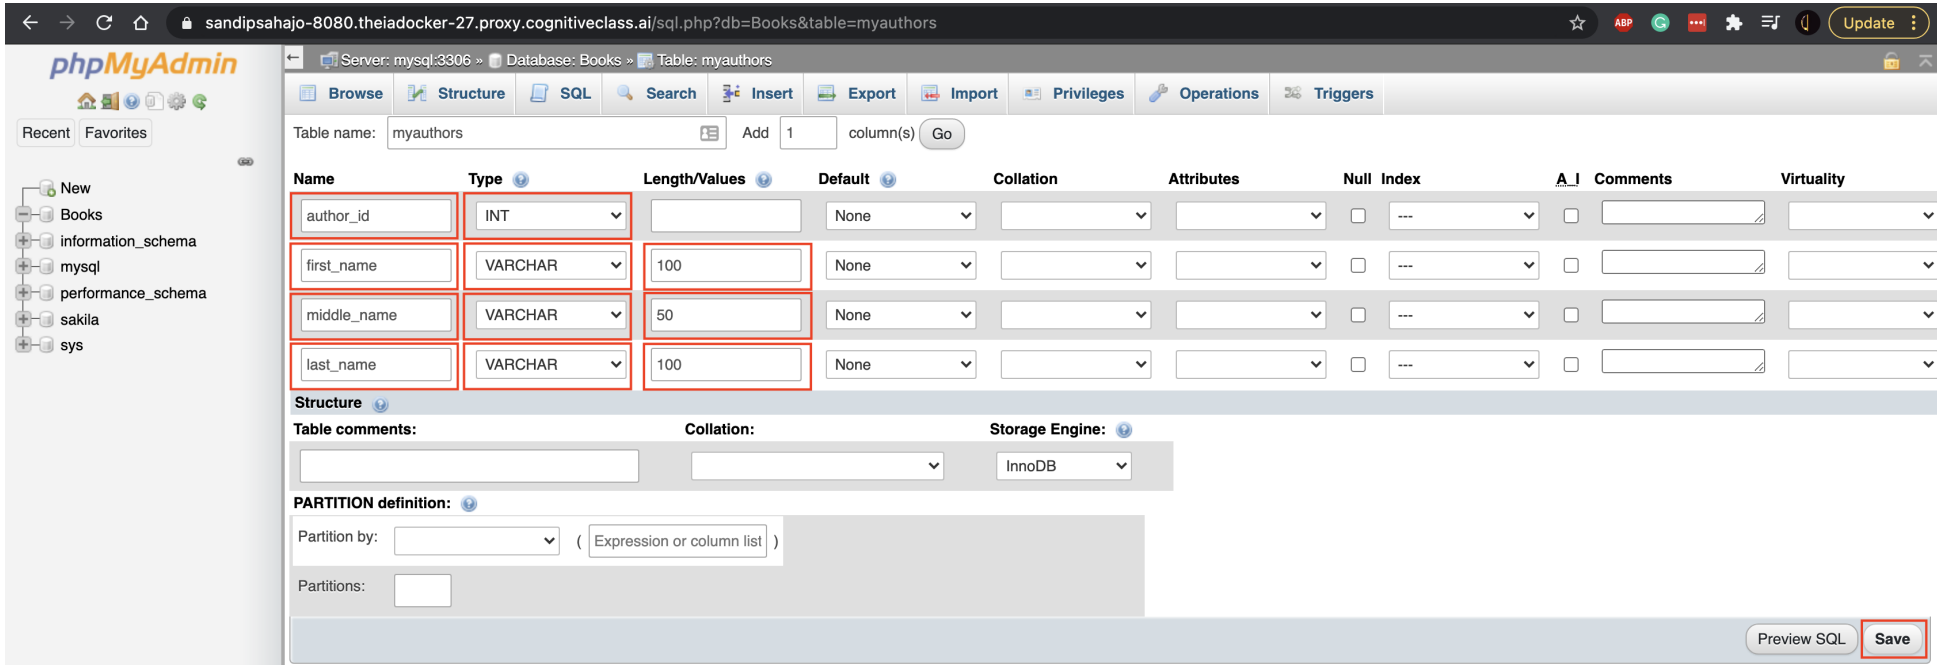 sandipsahajo-8080.theiadocker-27.proxy.cognitiveclass.ai/sql.php?db=Books&table=myauthors
ABP
Update
phpMyAdmin
Recent Favorites
New
Books
information_schema
mysql
performance_schema
sakila
sys
Server: mysql:3306 » Database: Books » Table: myauthors
Browse Structure SQL Search Insert Export Import Privileges Operations Triggers
Table name: myauthors Add 1 column(s) Go
Name Type Length/Values Default Collation Attributes Null Index A_I Comments Virtuality
author_id INT None ---
first_name VARCHAR 100 None ---
middle_name VARCHAR 50 None ---
last_name VARCHAR 100 None ---
Structure
Table comments: Collation: Storage Engine:
InnoDB
PARTITION definition:
Partition by: ( Expression or column list )
Partitions:
Preview SQL Save